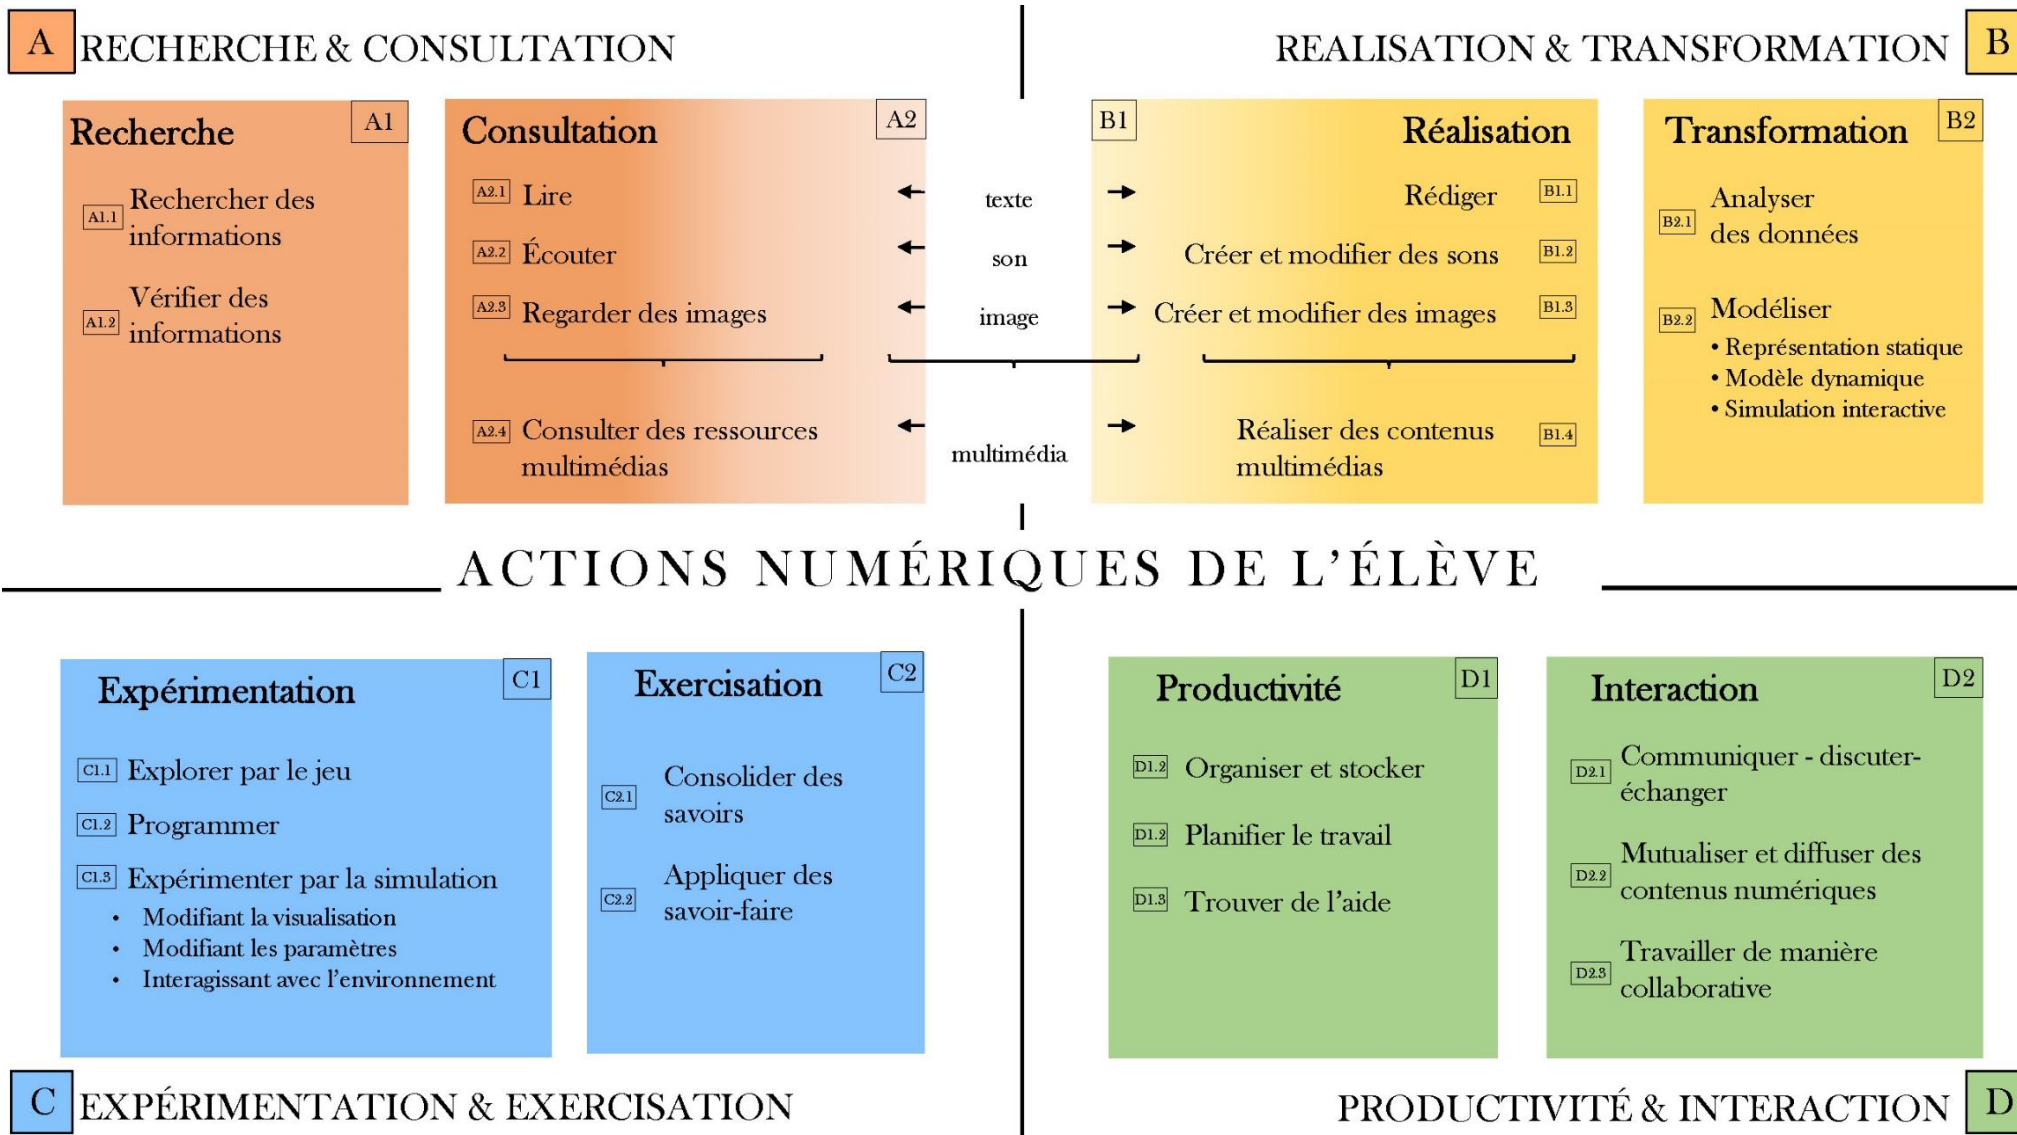 A RECHERCHE & CONSULTATION
REALISATION & TRANSFORMATION B
Recherche A1
A1.1 Rechercher des
informations
A1.2 Vérifier des
informations
Consultation A2
A2.1 Lire
A2.2 Écouter
A2.3 Regarder des images
A2.4 Consulter des ressources
multimédias
texte
son
image
multimédia
B1 Réalisation
Rédiger B1.1
Créer et modifier des sons B1.2
Créer et modifier des images B1.3
Réaliser des contenus B1.4
multimédias
Transformation B2
B2.1 Analyser
des données
B2.2 Modéliser
• Représentation statique
• Modèle dynamique
• Simulation interactive
ACTIONS NUMÉRIQUES DE L'ÉLÈVE
Expérimentation C1
C1.1 Explorer par le jeu
C1.2 Programmer
C1.3 Expérimenter par la simulation
• Modifiant la visualisation
• Modifiant les paramètres
• Interagissant avec l'environnement
Exercisation C2
C2.1 Consolider des
savoirs
C2.2 Appliquer des
savoir-faire
Productivité D1
D1.2 Organiser et stocker
D1.2 Planifier le travail
D1.3 Trouver de l'aide
Interaction D2
D2.1 Communiquer - discuter-
échanger
D2.2 Mutualiser et diffuser des
contenus numériques
D2.3 Travailler de manière
collaborative
C EXPÉRIMENTATION & EXERCISATION
PRODUCTIVITÉ & INTERACTION D